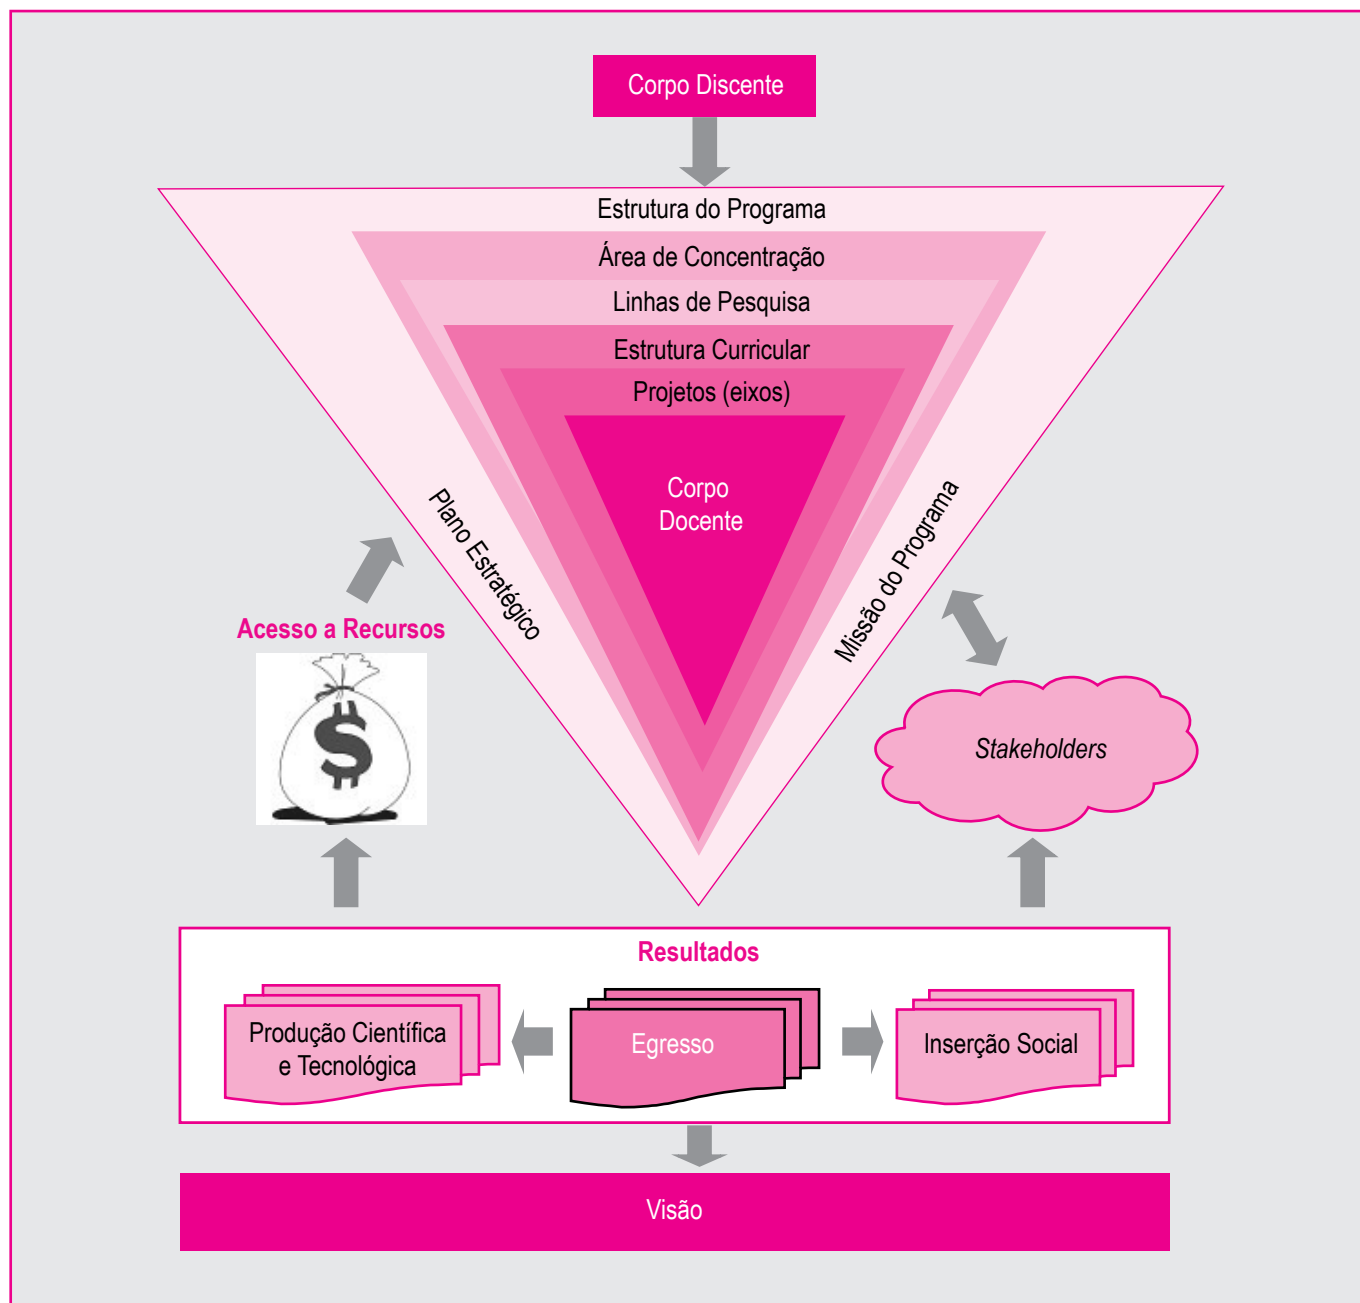 Corpo Discente
Estrutura do Programa
Área de Concentração
Linhas de Pesquisa
Estrutura Curricular
Projetos (eixos)
Corpo
Docente
Plano Estratégico
Missão do Programa
Acesso a Recursos
$
Stakeholders
Resultados
Produção Científica
e Tecnológica
Egresso
Inserção Social
Visão